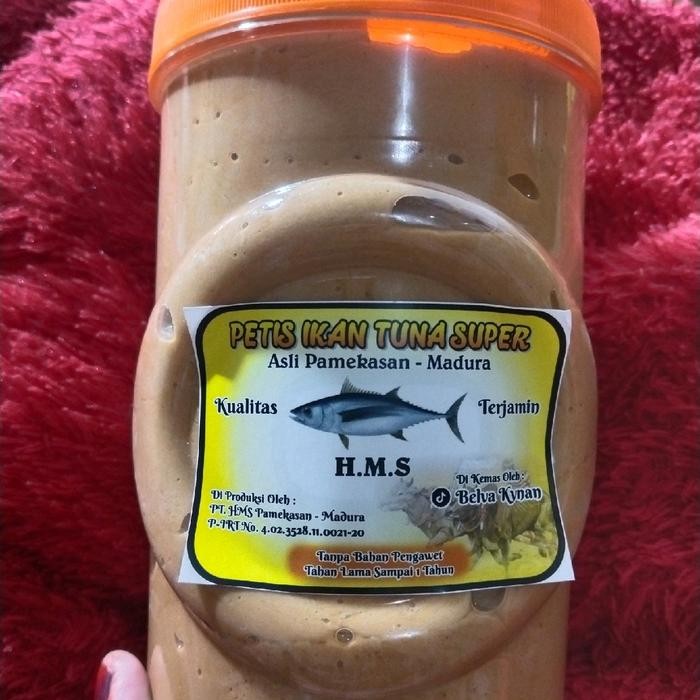 PETIS IKAN TUNA SUPER
Asli Pamekasan - Madura
Kualitas
Terjamin
H.M.S
Di Produksi Oleh :
PT. HMS Pamekasan - Madura
P-IRT No. 4.02.3528.11.0021-20
Di Kemas Oleh :
Belva Kynan
Tanpa Bahan Pengawet
Tahan Lama Sampai 1 Tahun